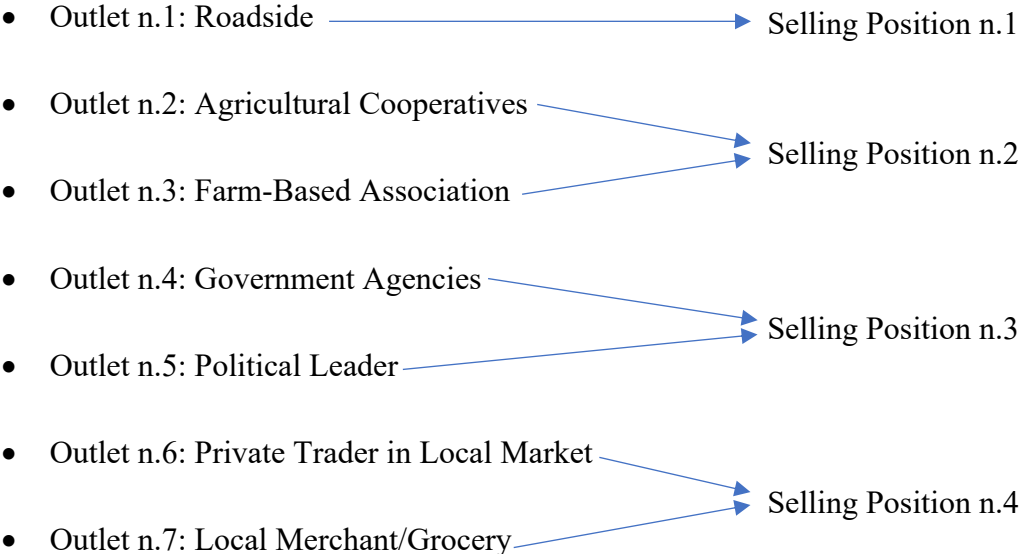 • Outlet n.1: Roadside
Selling Position n.1
• Outlet n.2: Agricultural Cooperatives
Selling Position n.2
• Outlet n.3: Farm-Based Association
• Outlet n.4: Government Agencies
Selling Position n.3
• Outlet n.5: Political Leader
• Outlet n.6: Private Trader in Local Market
Selling Position n.4
• Outlet n.7: Local Merchant/Grocery